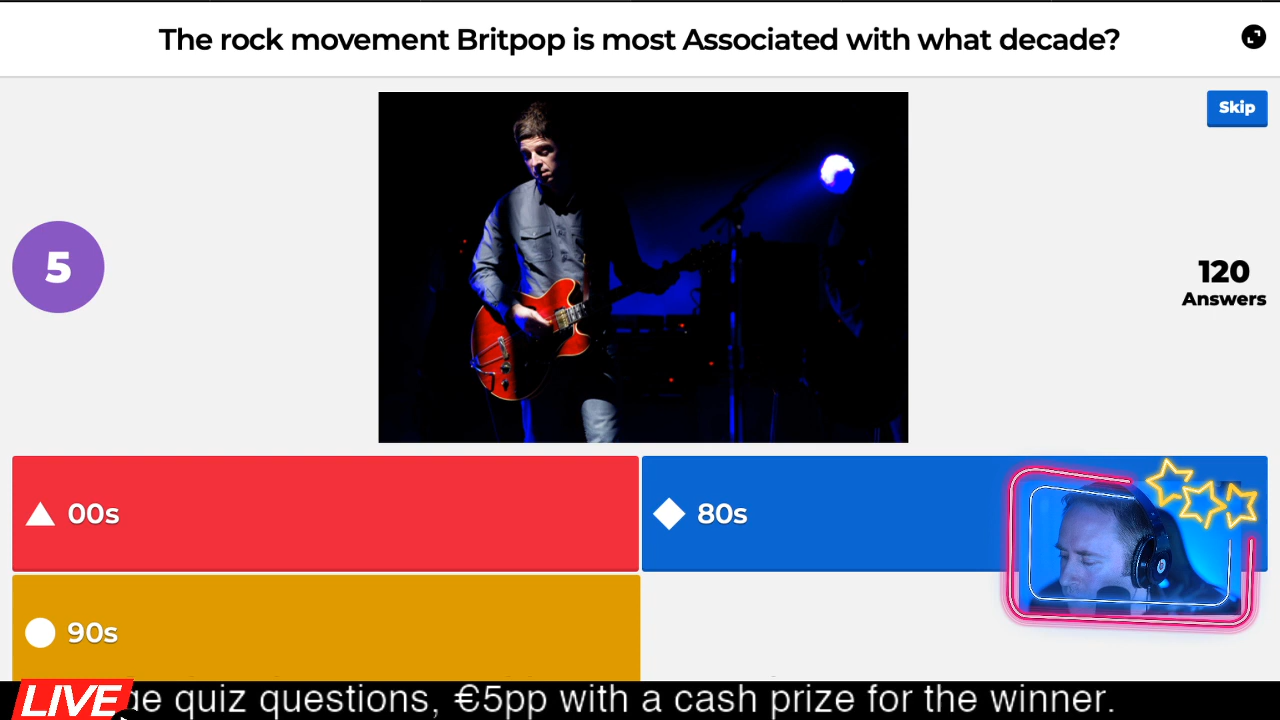 The rock movement Britpop is most Associated with what decade?
Skip
5
120
Answers
00s
80s
90s
LIVE
ge quiz questions, €5pp with a cash prize for the winner.